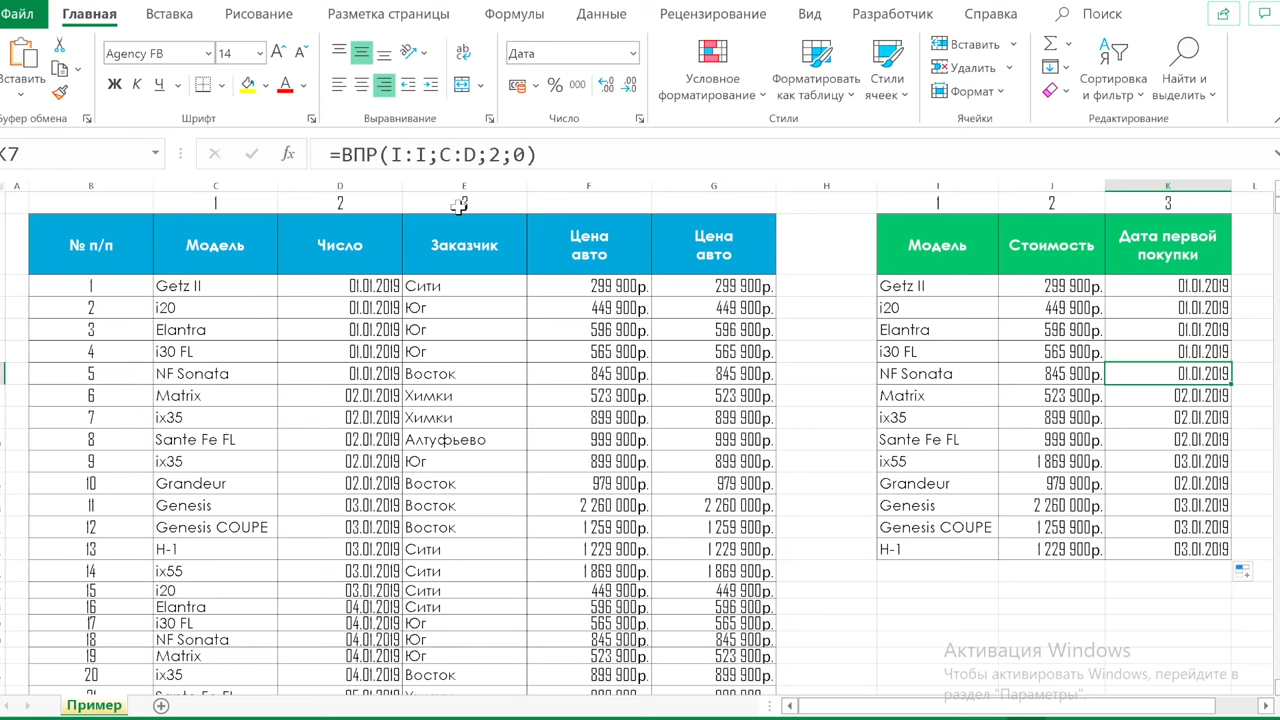 Файл Главная Вставка Рисование Разметка страницы Формулы Данные Рецензирование Вид Разработчик Справка Поиск
Вставить
Agency FB 14
Ж К Ч
Дата
% 000
Условное форматирование
Форматировать как таблицу
Стили ячеек
Вставить
Удалить
Формат
Сортировка и фильтр
Найти и выделить
Буфер обмена Шрифт Выравнивание Число Стили Ячейки Редактирование
K7 fx =ВПР(I:I;C:D;2;0)
A B C D E F G H I J K L
1 2 3 1 2 3
№ п/п Модель Число Заказчик Цена авто Цена авто Модель Стоимость Дата первой покупки
1 Getz II 01.01.2019 Сити 299 900р. 299 900р. Getz II 299 900р. 01.01.2019
2 i20 01.01.2019 Юг 449 900р. 449 900р. i20 449 900р. 01.01.2019
3 Elantra 01.01.2019 Юг 596 900р. 596 900р. Elantra 596 900р. 01.01.2019
4 i30 FL 01.01.2019 Юг 565 900р. 565 900р. i30 FL 565 900р. 01.01.2019
5 NF Sonata 01.01.2019 Восток 845 900р. 845 900р. NF Sonata 845 900р. 01.01.2019
6 Matrix 02.01.2019 Химки 523 900р. 523 900р. Matrix 523 900р. 02.01.2019
7 ix35 02.01.2019 Химки 899 900р. 899 900р. ix35 899 900р. 02.01.2019
8 Sante Fe FL 02.01.2019 Алтуфьево 999 900р. 999 900р. Sante Fe FL 999 900р. 02.01.2019
9 ix35 02.01.2019 Юг 899 900р. 899 900р. ix55 1 869 900р. 03.01.2019
10 Grandeur 02.01.2019 Восток 979 900р. 979 900р. Grandeur 979 900р. 02.01.2019
11 Genesis 03.01.2019 Восток 2 260 000р. 2 260 000р. Genesis 2 260 000р. 03.01.2019
12 Genesis COUPE 03.01.2019 Восток 1 259 900р. 1 259 900р. Genesis COUPE 1 259 900р. 03.01.2019
13 H-1 03.01.2019 Сити 1 229 900р. 1 229 900р. H-1 1 229 900р. 03.01.2019
14 ix55 03.01.2019 Сити 1 869 900р. 1 869 900р.
15 i20 03.01.2019 Сити 449 900р. 449 900р.
16 Elantra 04.01.2019 Сити 596 900р. 596 900р.
17 i30 FL 04.01.2019 Юг 565 900р. 565 900р.
18 NF Sonata 04.01.2019 Юг 845 900р. 845 900р.
19 Matrix 04.01.2019 Юг 523 900р. 523 900р.
20 ix35 04.01.2019 Восток 899 900р. 899 900р.
Активация Windows
Чтобы активировать Windows, перейдите в
раздел "Параметры".
Пример